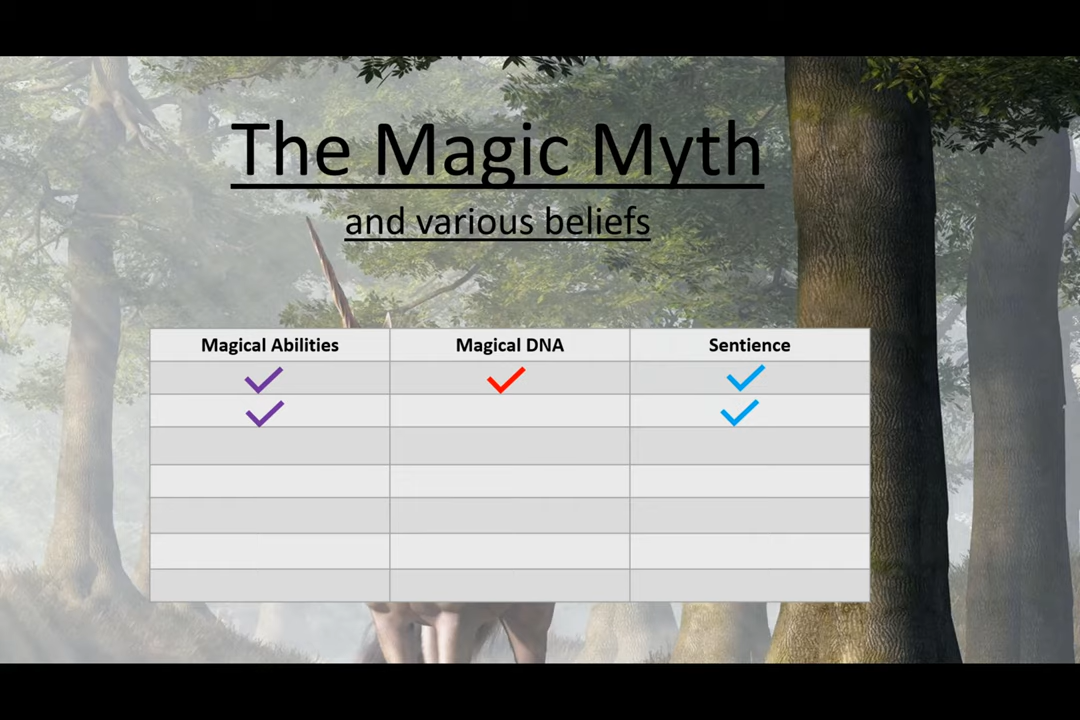 The Magic Myth
and various beliefs
Magical Abilities Magical DNA Sentience